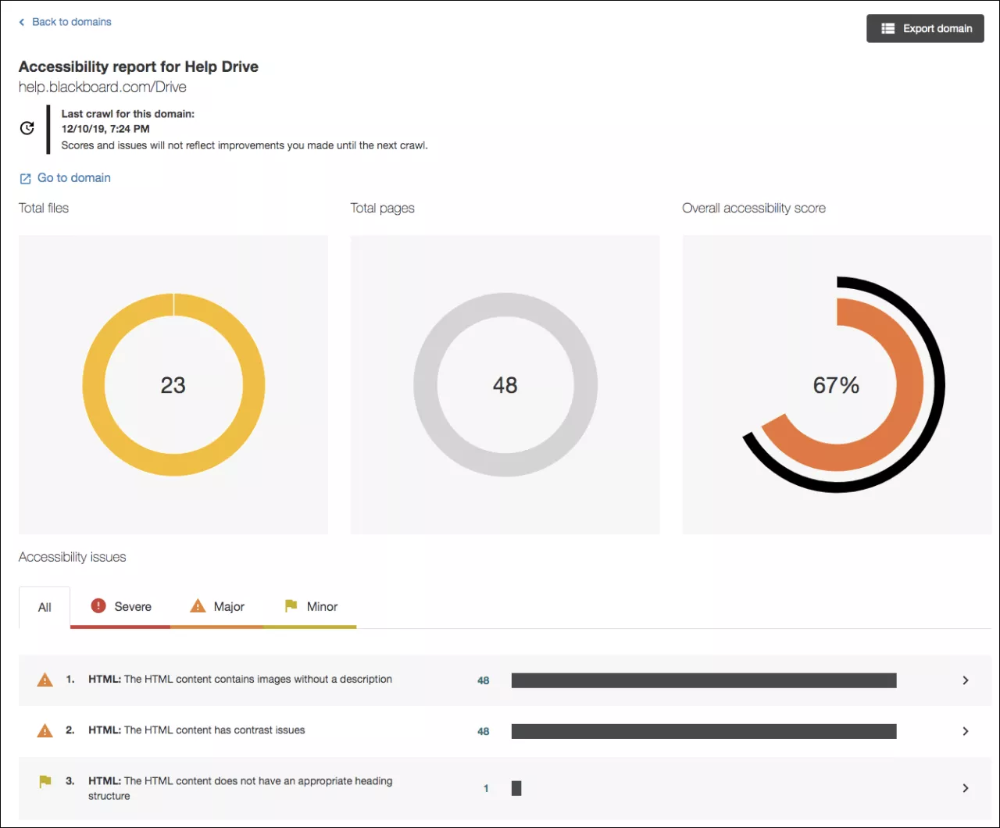 Back to domains
Export domain
Accessibility report for Help Drive
help.blackboard.com/Drive
Last crawl for this domain:
12/10/19, 7:24 PM
Scores and issues will not reflect improvements you made until the next crawl.
Go to domain
Total files
Total pages
Overall accessibility score
23
48
67%
Accessibility issues
All
Severe
Major
Minor
1. HTML: The HTML content contains images without a description 48
2. HTML: The HTML content has contrast issues 48
3. HTML: The HTML content does not have an appropriate heading
structure
1